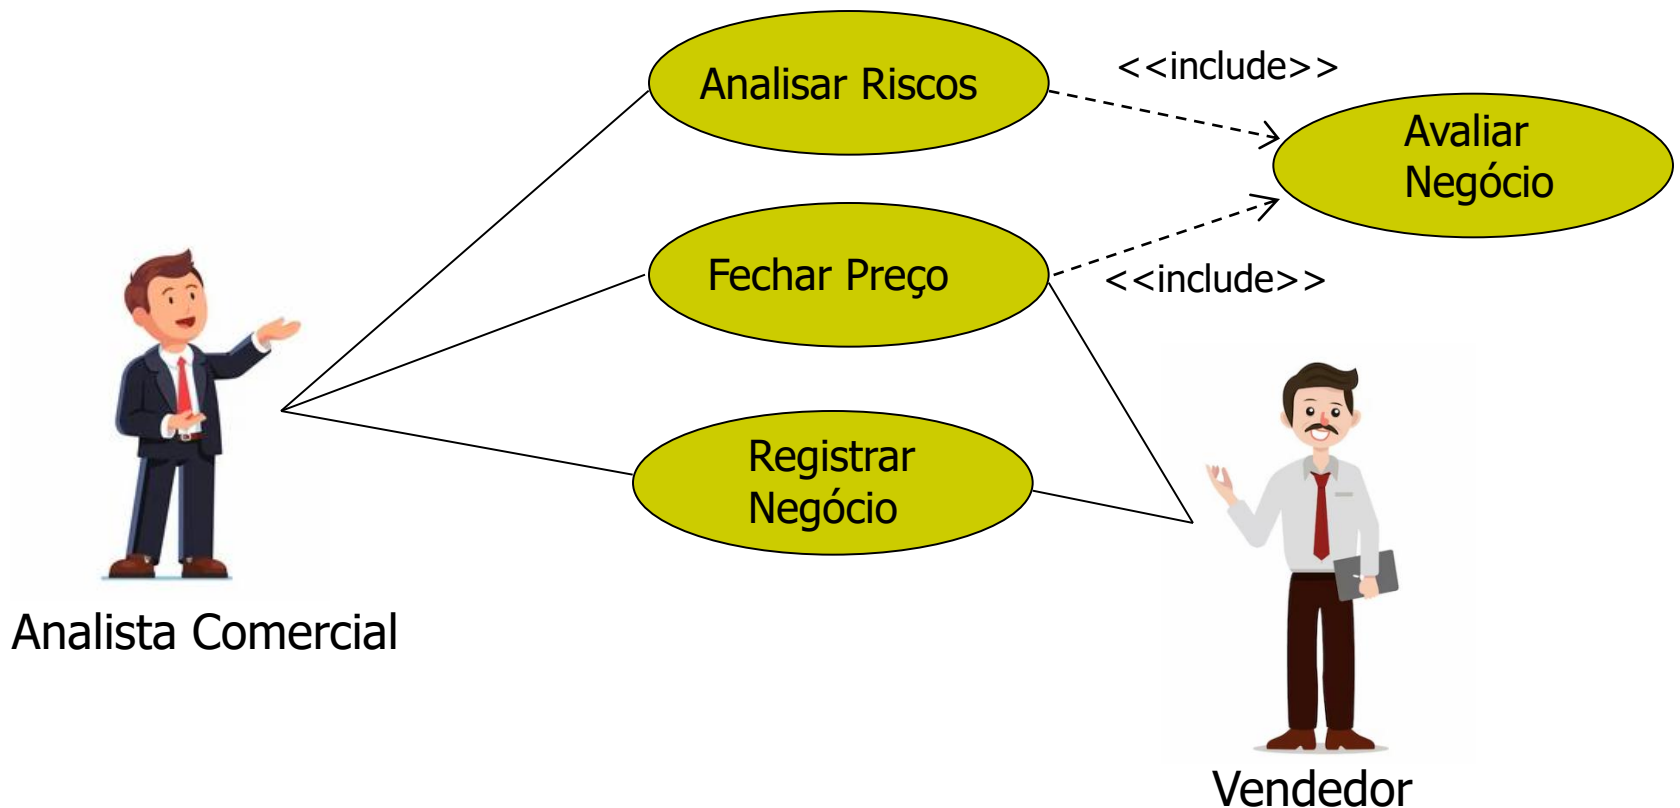 Analisar Riscos
<<include>>
Avaliar
Negócio
Fechar Preço
<<include>>
Registrar
Negócio
Analista Comercial
Vendedor